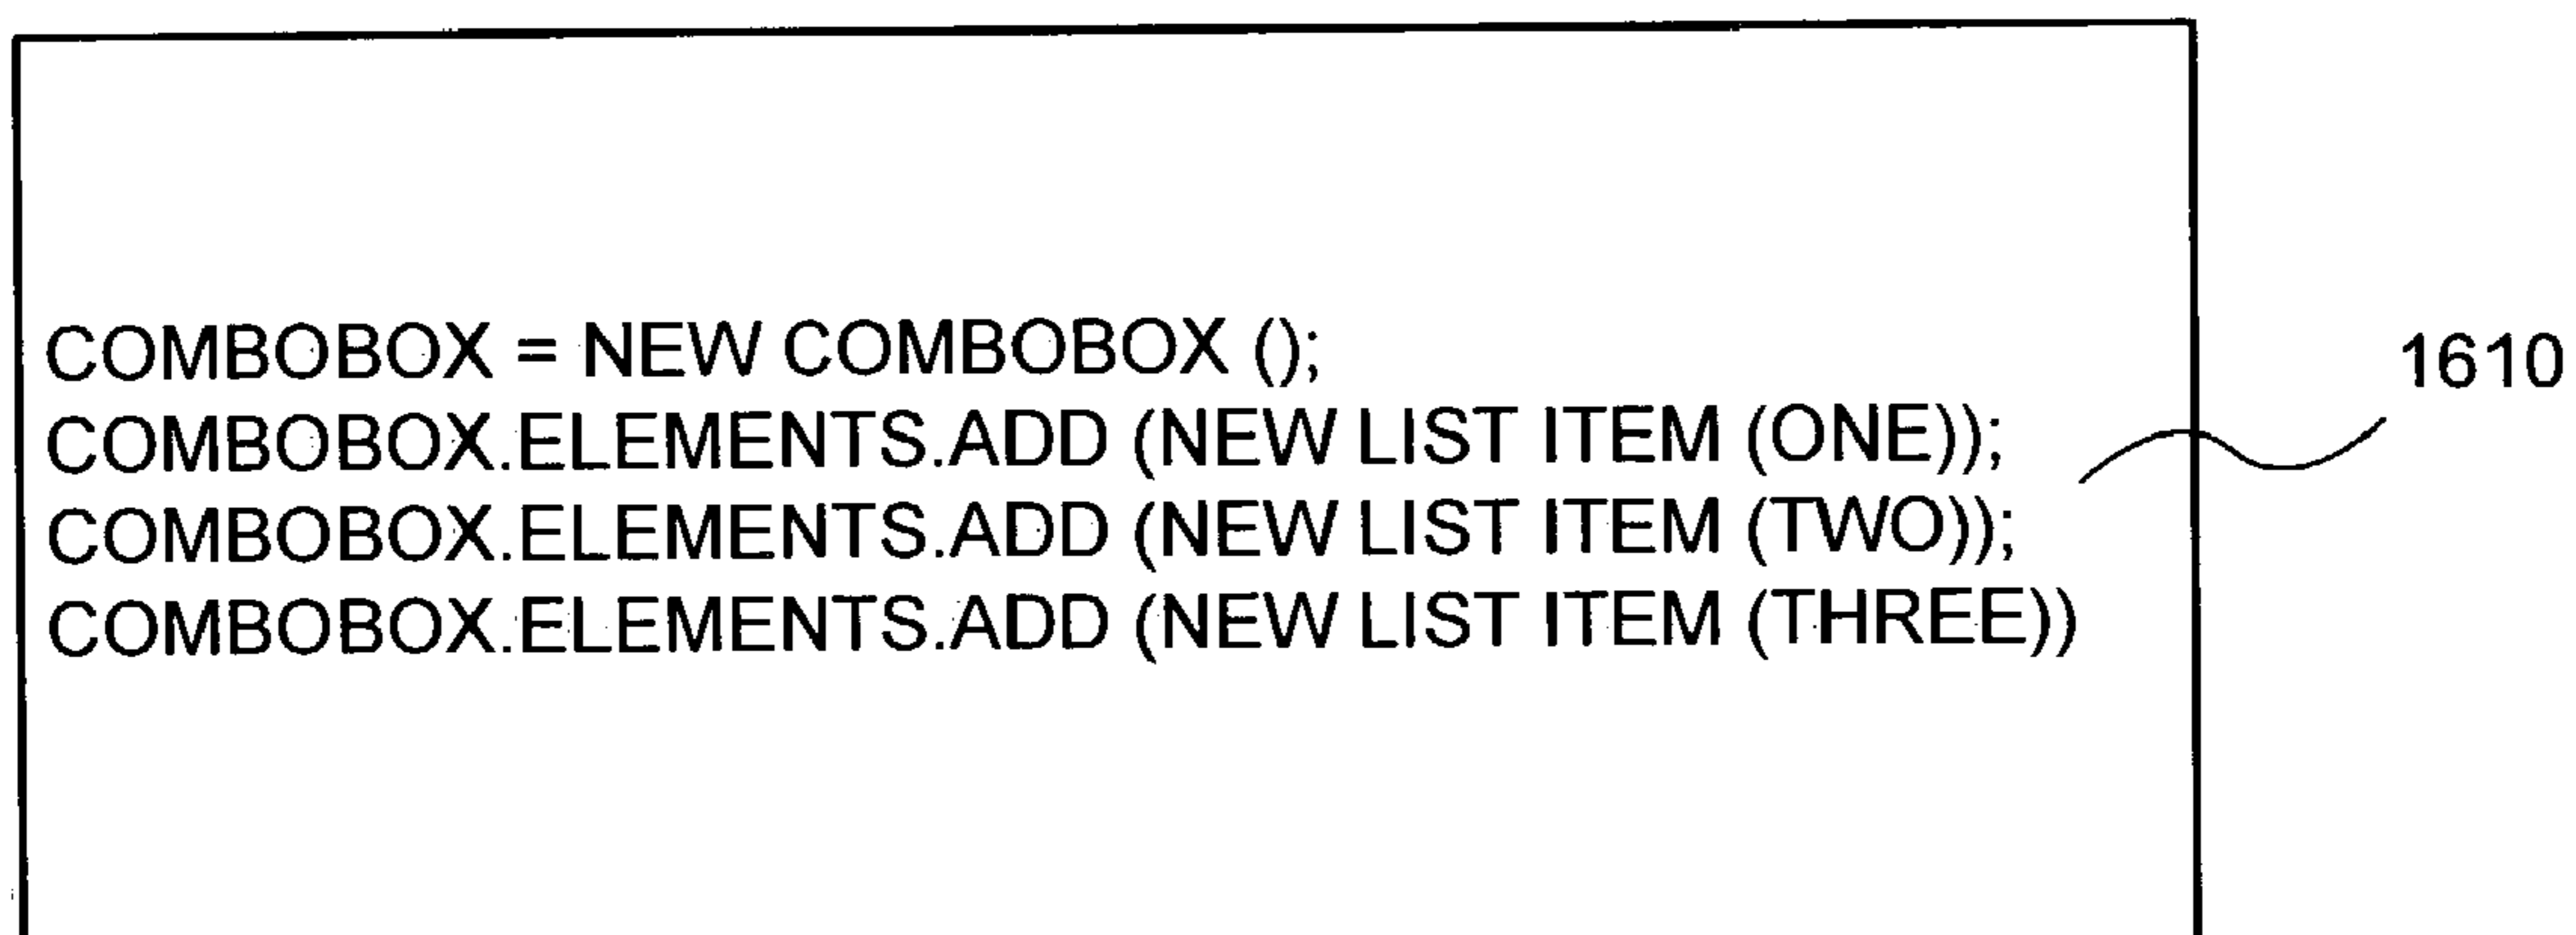 COMBOBOX = NEW COMBOBOX ();
COMBOBOX.ELEMENTS.ADD (NEW LIST ITEM (ONE));
COMBOBOX.ELEMENTS.ADD (NEW LIST ITEM (TWO));
COMBOBOX.ELEMENTS.ADD (NEW LIST ITEM (THREE))
1610